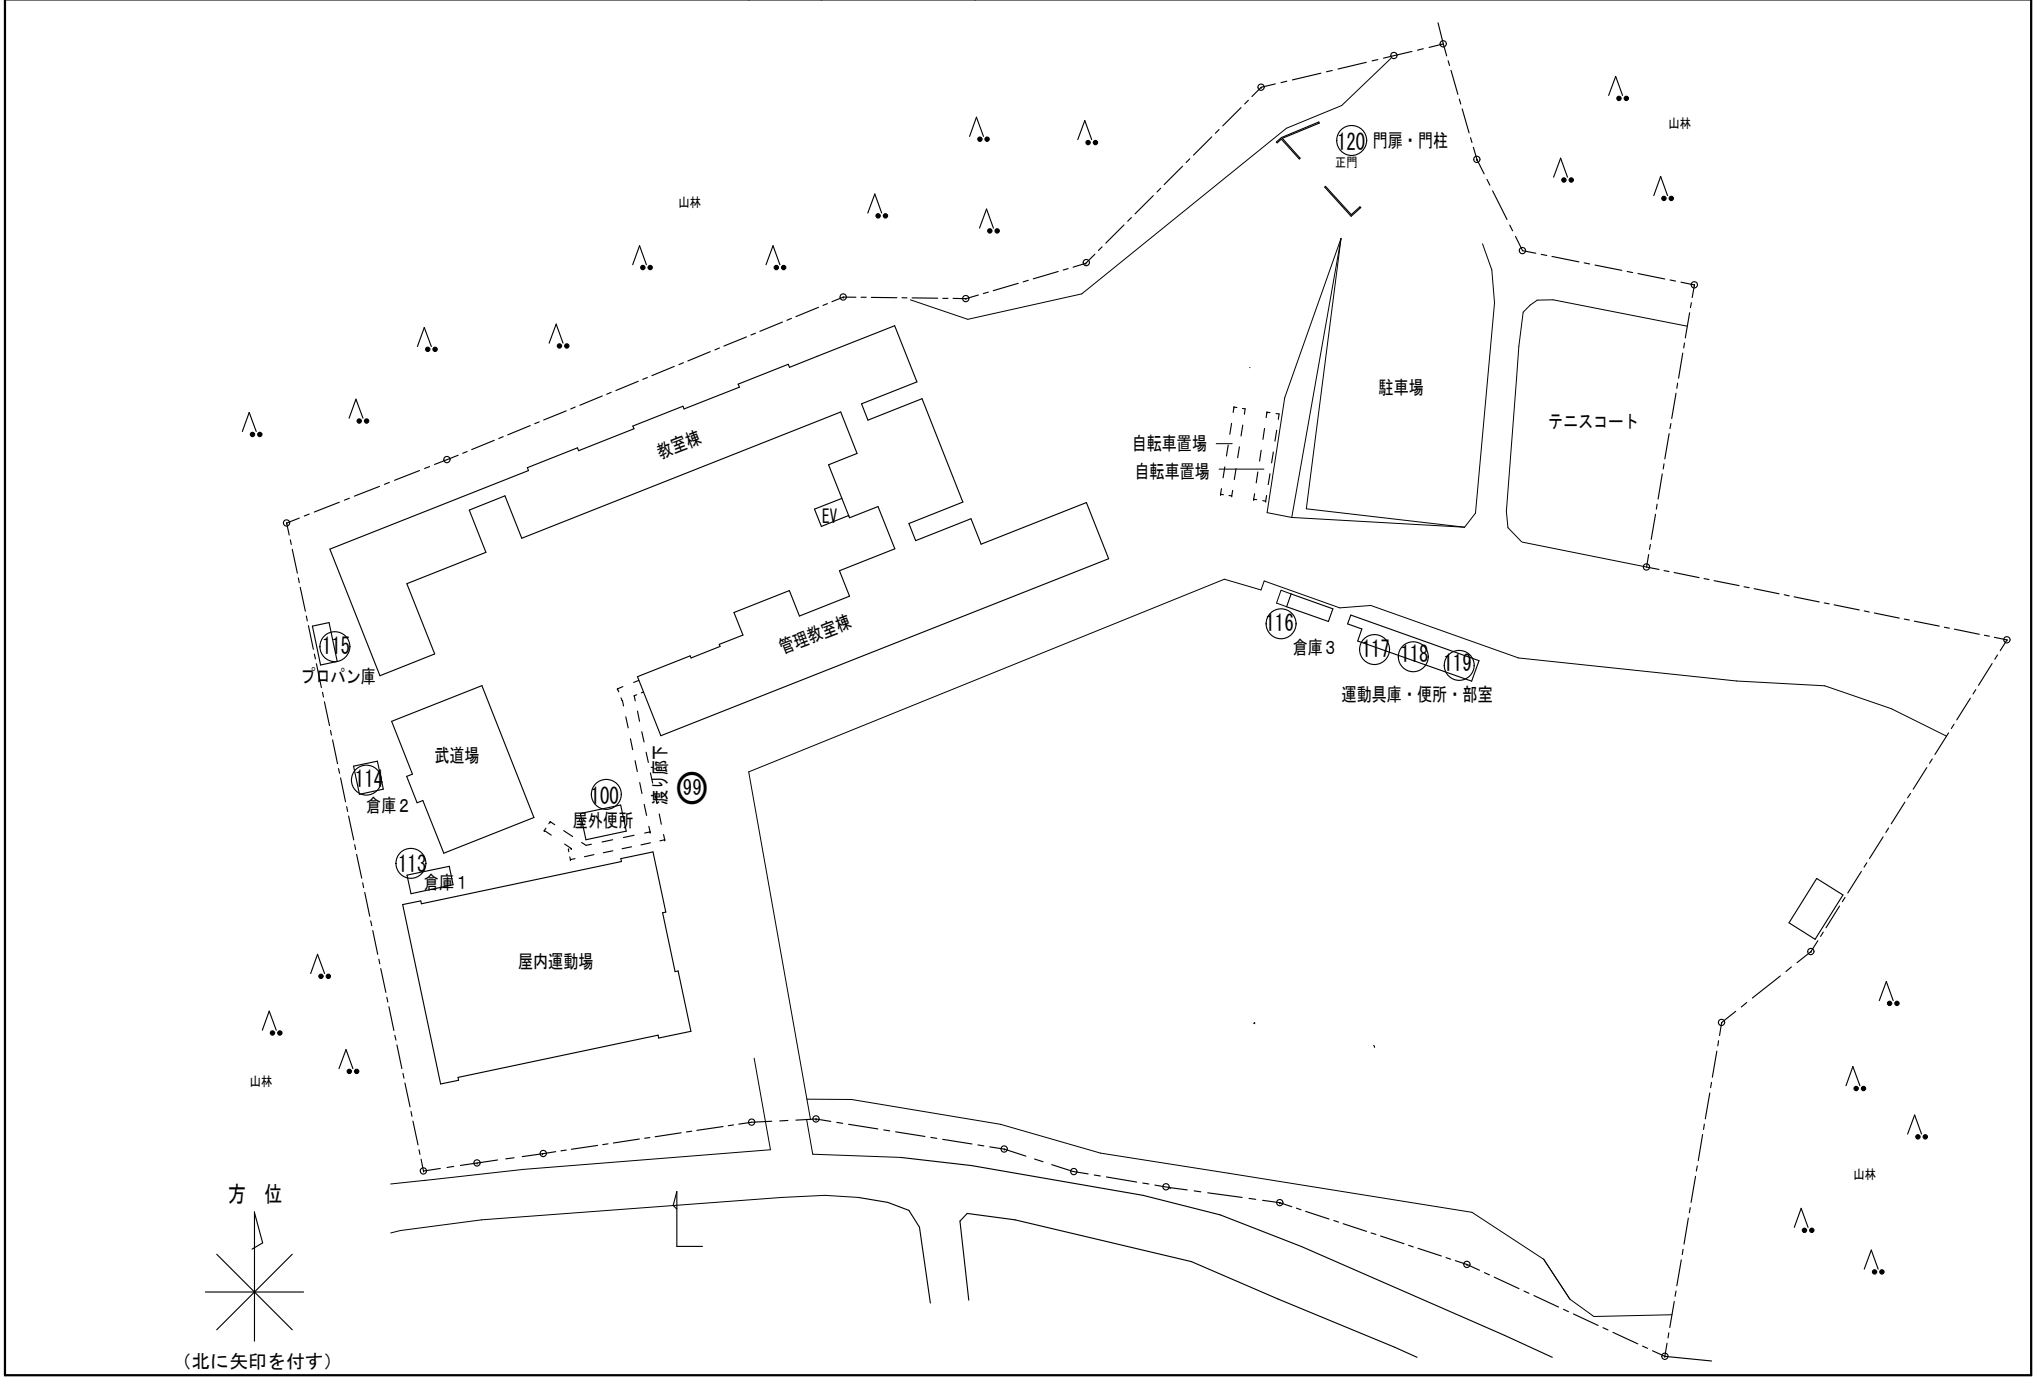 山林
120 門扉・門柱
正門
山林
駐車場
テニスコート
教室棟
自転車置場
自転車置場
EV
115
プロパン庫
管理教室棟
116
倉庫3
117
118
119
運動具庫・便所・部室
武道場
114
倉庫2
渡り廊下
99
100
屋外便所
113
倉庫1
屋内運動場
山林
山林
方 位
(北に矢印を付す)